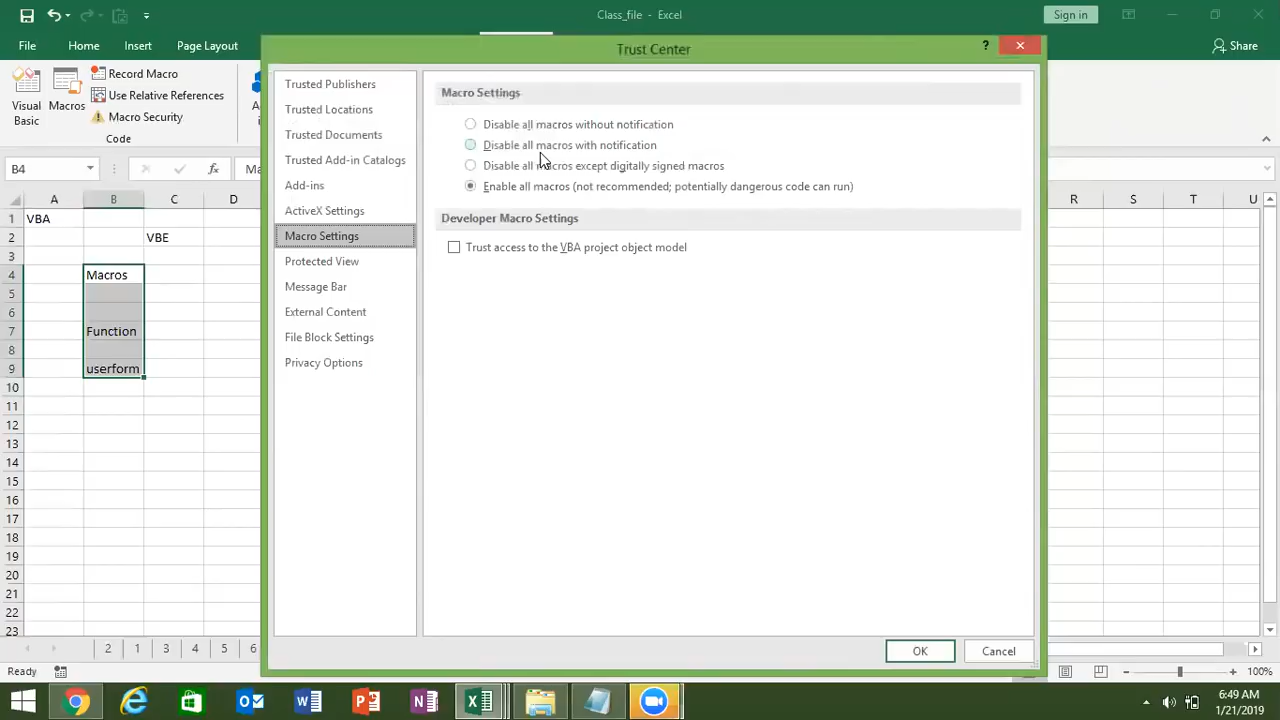 Class_file - Excel
Sign in
File
Home
Insert
Page Layout
Share
Visual
Basic
Macros
Record Macro
Use Relative References
Macro Security
Code
Trust Center
?
Trusted Publishers
Trusted Locations
Trusted Documents
Trusted Add-in Catalogs
Add-ins
ActiveX Settings
Macro Settings
Protected View
Message Bar
External Content
File Block Settings
Privacy Options
Macro Settings
Disable all macros without notification
Disable all macros with notification
Disable all macros except digitally signed macros
Enable all macros (not recommended; potentially dangerous code can run)
Developer Macro Settings
Trust access to the VBA project object model
OK
Cancel
B4
fx
A B C D R S T U
1 VBA
2 VBE
3
4 Macros
5
6
7 Function
8
9 userform
10
11
12
13
14
15
16
17
18
19
20
21
22
23
2 1 3 4 5 6
Ready
100%
6:49 AM
1/21/2019